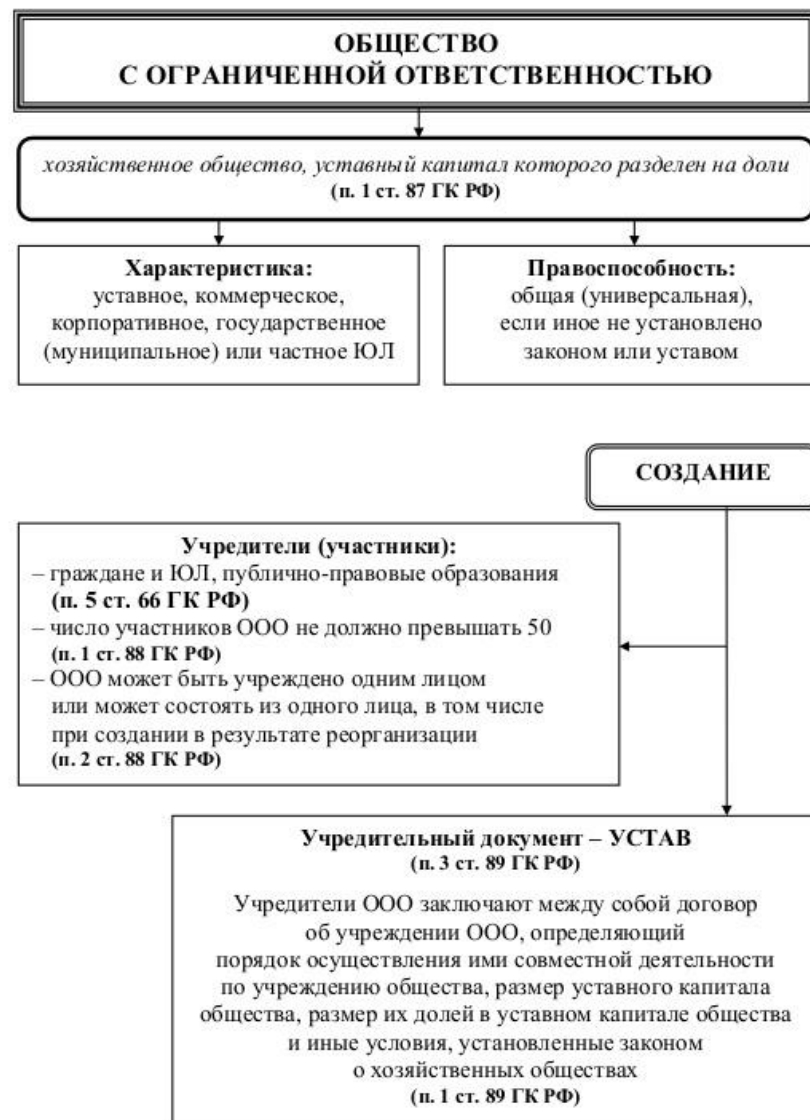 ОБЩЕСТВО
С ОГРАНИЧЕННОЙ ОТВЕТСТВЕННОСТЬЮ
хозяйственное общество, уставный капитал которого разделен на доли
(п. 1 ст. 87 ГК РФ)
Характеристика:
уставное, коммерческое,
корпоративное, государственное
(муниципальное) или частное ЮЛ
Правоспособность:
общая (универсальная),
если иное не установлено
законом или уставом
СОЗДАНИЕ
Учредители (участники):
– граждане и ЮЛ, публично-правовые образования
(п. 5 ст. 66 ГК РФ)
– число участников ООО не должно превышать 50
(п. 1 ст. 88 ГК РФ)
– ООО может быть учреждено одним лицом
или может состоять из одного лица, в том числе
при создании в результате реорганизации
(п. 2 ст. 88 ГК РФ)
Учредительный документ – УСТАВ
(п. 3 ст. 89 ГК РФ)
Учредители ООО заключают между собой договор
об учреждении ООО, определяющий
порядок осуществления ими совместной деятельности
по учреждению общества, размер уставного капитала
общества, размер их долей в уставном капитале общества
и иные условия, установленные законом
о хозяйственных обществах
(п. 1 ст. 89 ГК РФ)